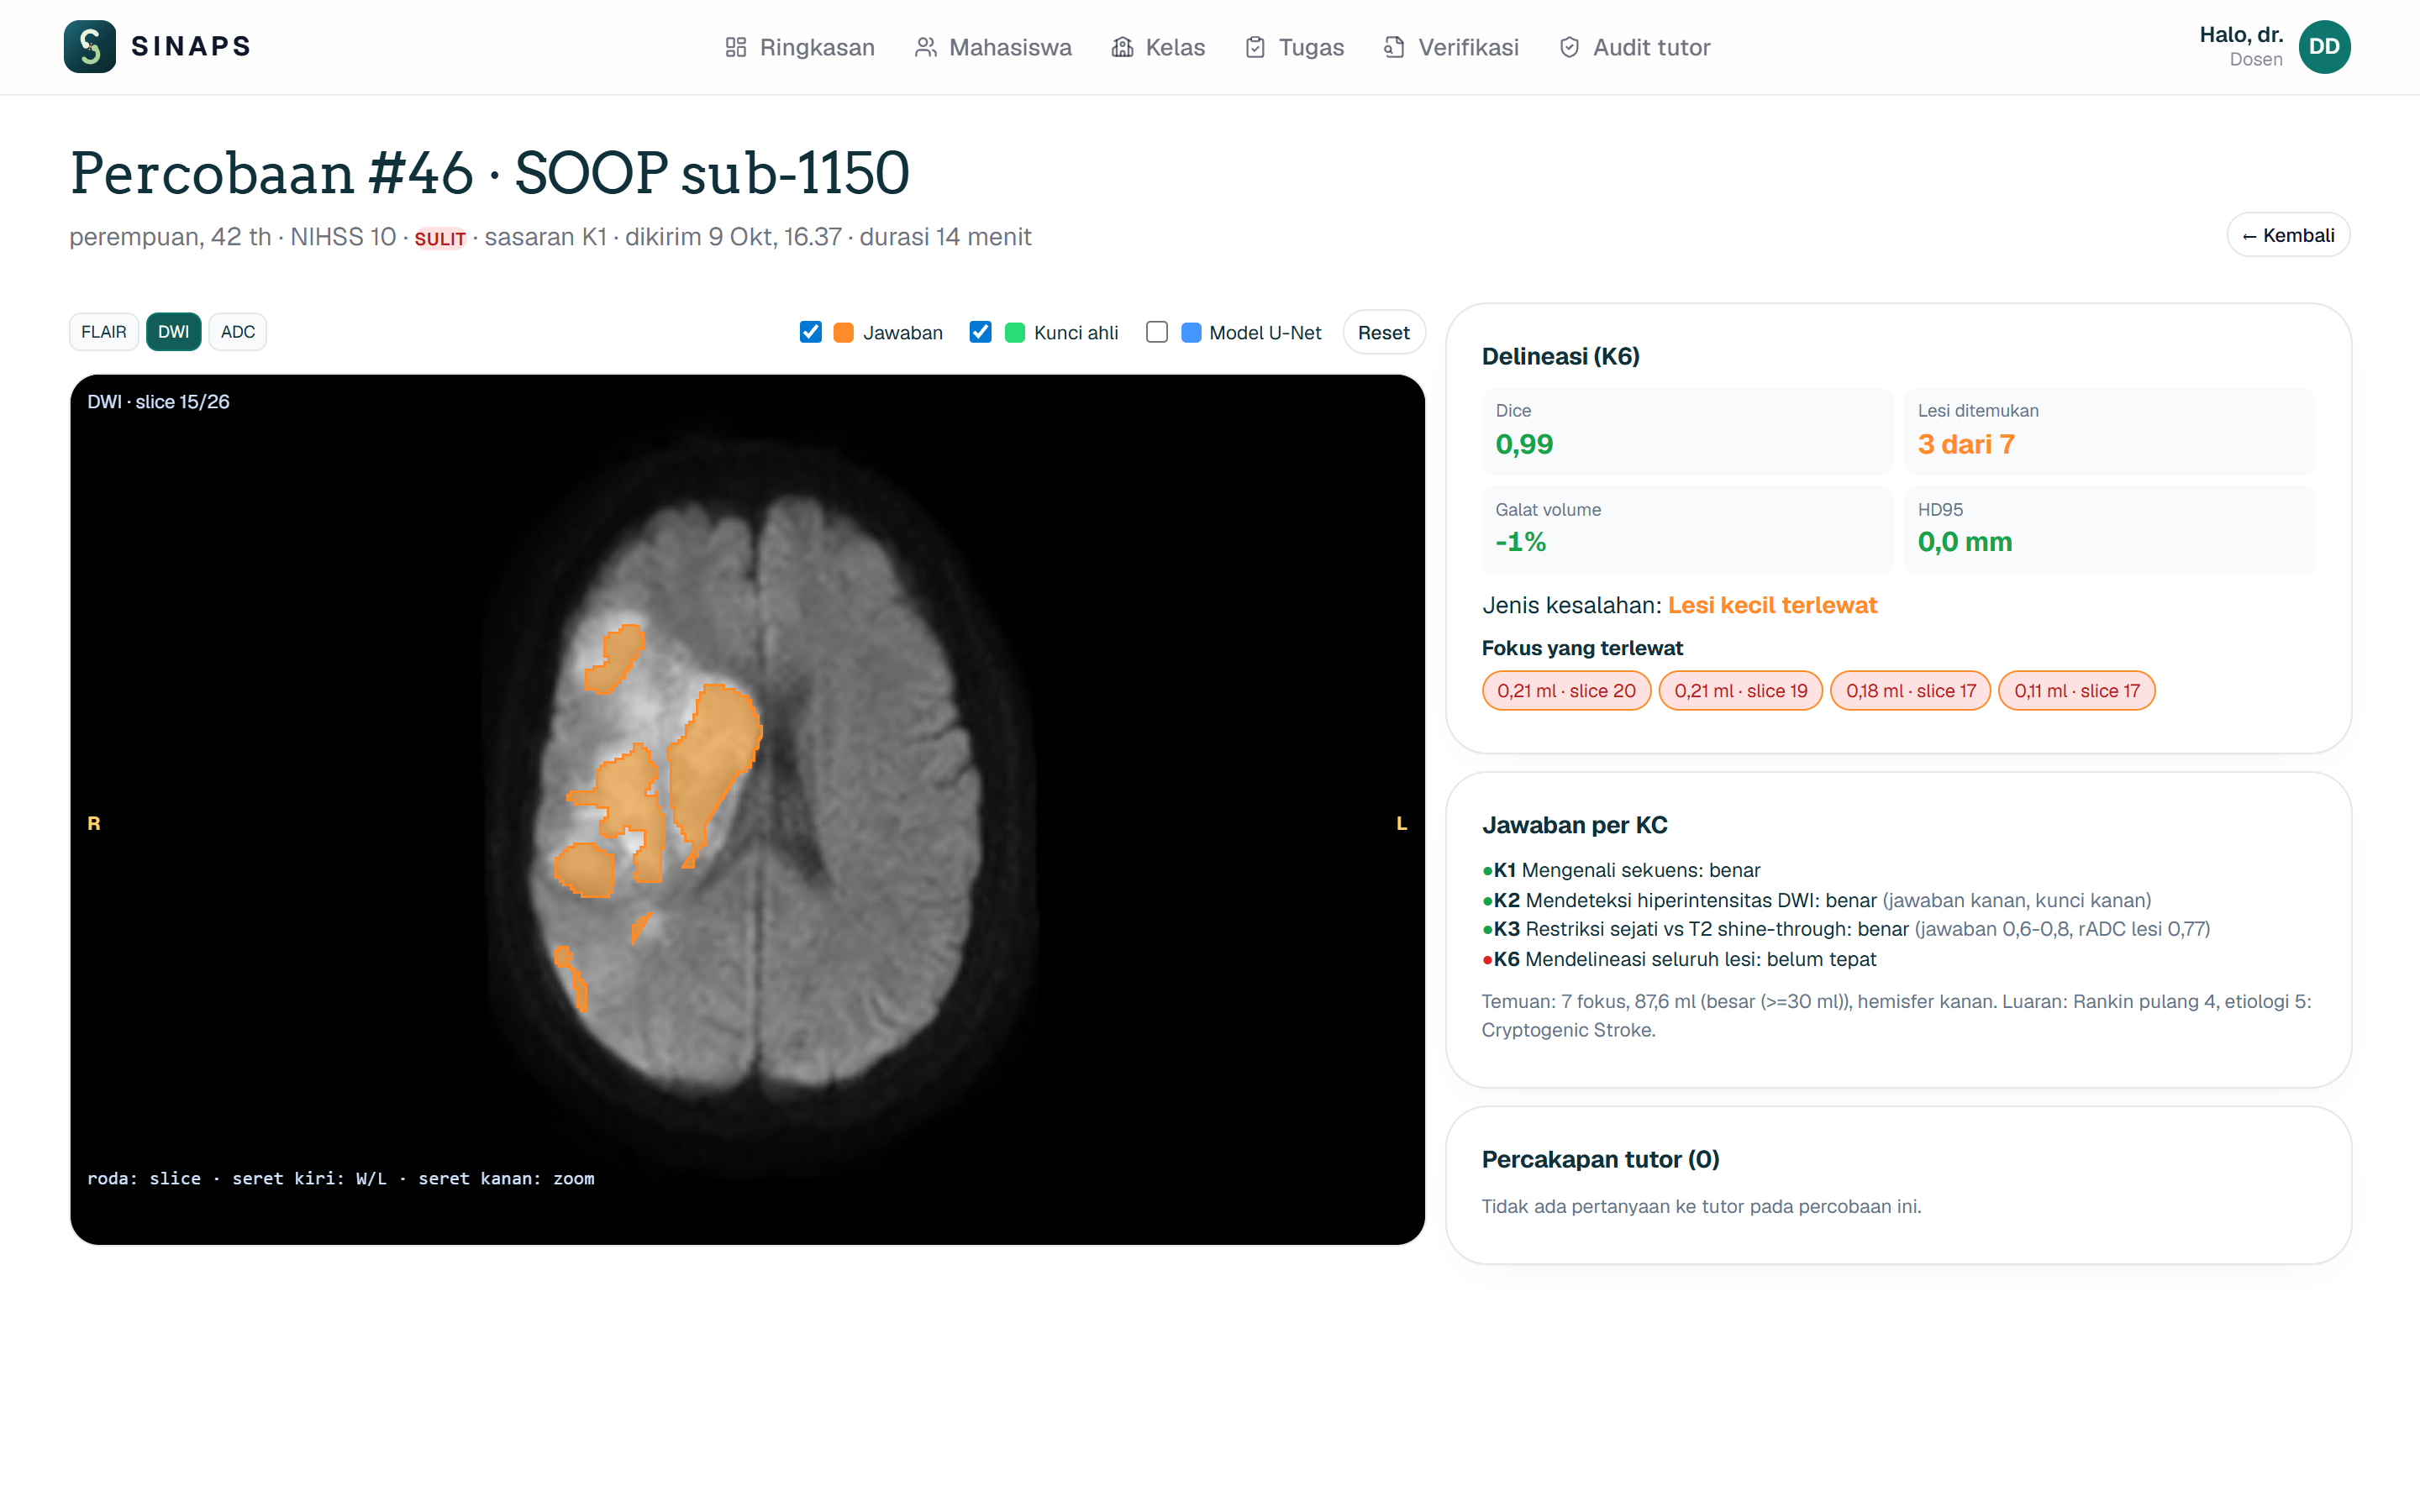 SINAPS
Ringkasan
Mahasiswa
Kelas
Tugas
Verifikasi
Audit tutor
Halo, dr.
Dosen
DD
Percobaan #46 · SOOP sub-1150
perempuan, 42 th · NIHSS 10 · SULIT · sasaran K1 · dikirim 9 Okt, 16.37 · durasi 14 menit
← Kembali
FLAIR
DWI
ADC
Jawaban
Kunci ahli
Model U-Net
Reset
DWI · slice 15/26
R
L
roda: slice · seret kiri: W/L · seret kanan: zoom
Delineasi (K6)
Dice
0,99
Lesi ditemukan
3 dari 7
Galat volume
-1%
HD95
0,0 mm
Jenis kesalahan: Lesi kecil terlewat
Fokus yang terlewat
0,21 ml · slice 20
0,21 ml · slice 19
0,18 ml · slice 17
0,11 ml · slice 17
Jawaban per KC
●K1 Mengenali sekuens: benar
●K2 Mendeteksi hiperintensitas DWI: benar (jawaban kanan, kunci kanan)
●K3 Restriksi sejati vs T2 shine-through: benar (jawaban 0,6-0,8, rADC lesi 0,77)
●K6 Mendelineasi seluruh lesi: belum tepat
Temuan: 7 fokus, 87,6 ml (besar (>=30 ml)), hemisfer kanan. Luaran: Rankin pulang 4, etiologi 5:
Cryptogenic Stroke.
Percakapan tutor (0)
Tidak ada pertanyaan ke tutor pada percobaan ini.